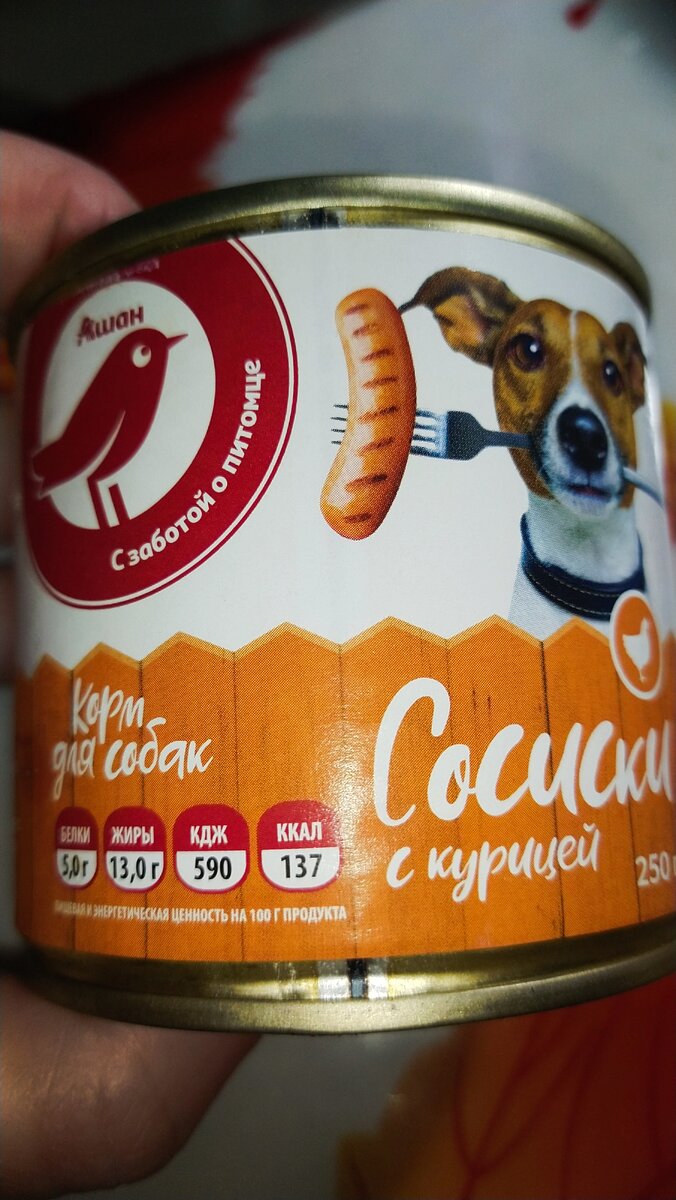 Ашан
С заботой о питомце
Корм
для собак
Сосиски
с курицей
250
БЕЛКИ
5,0 г
ЖИРЫ
13,0 г
КДЖ
590
ККАЛ
137
ПИЩЕВАЯ И ЭНЕРГЕТИЧЕСКАЯ ЦЕННОСТЬ НА 100 Г ПРОДУКТА